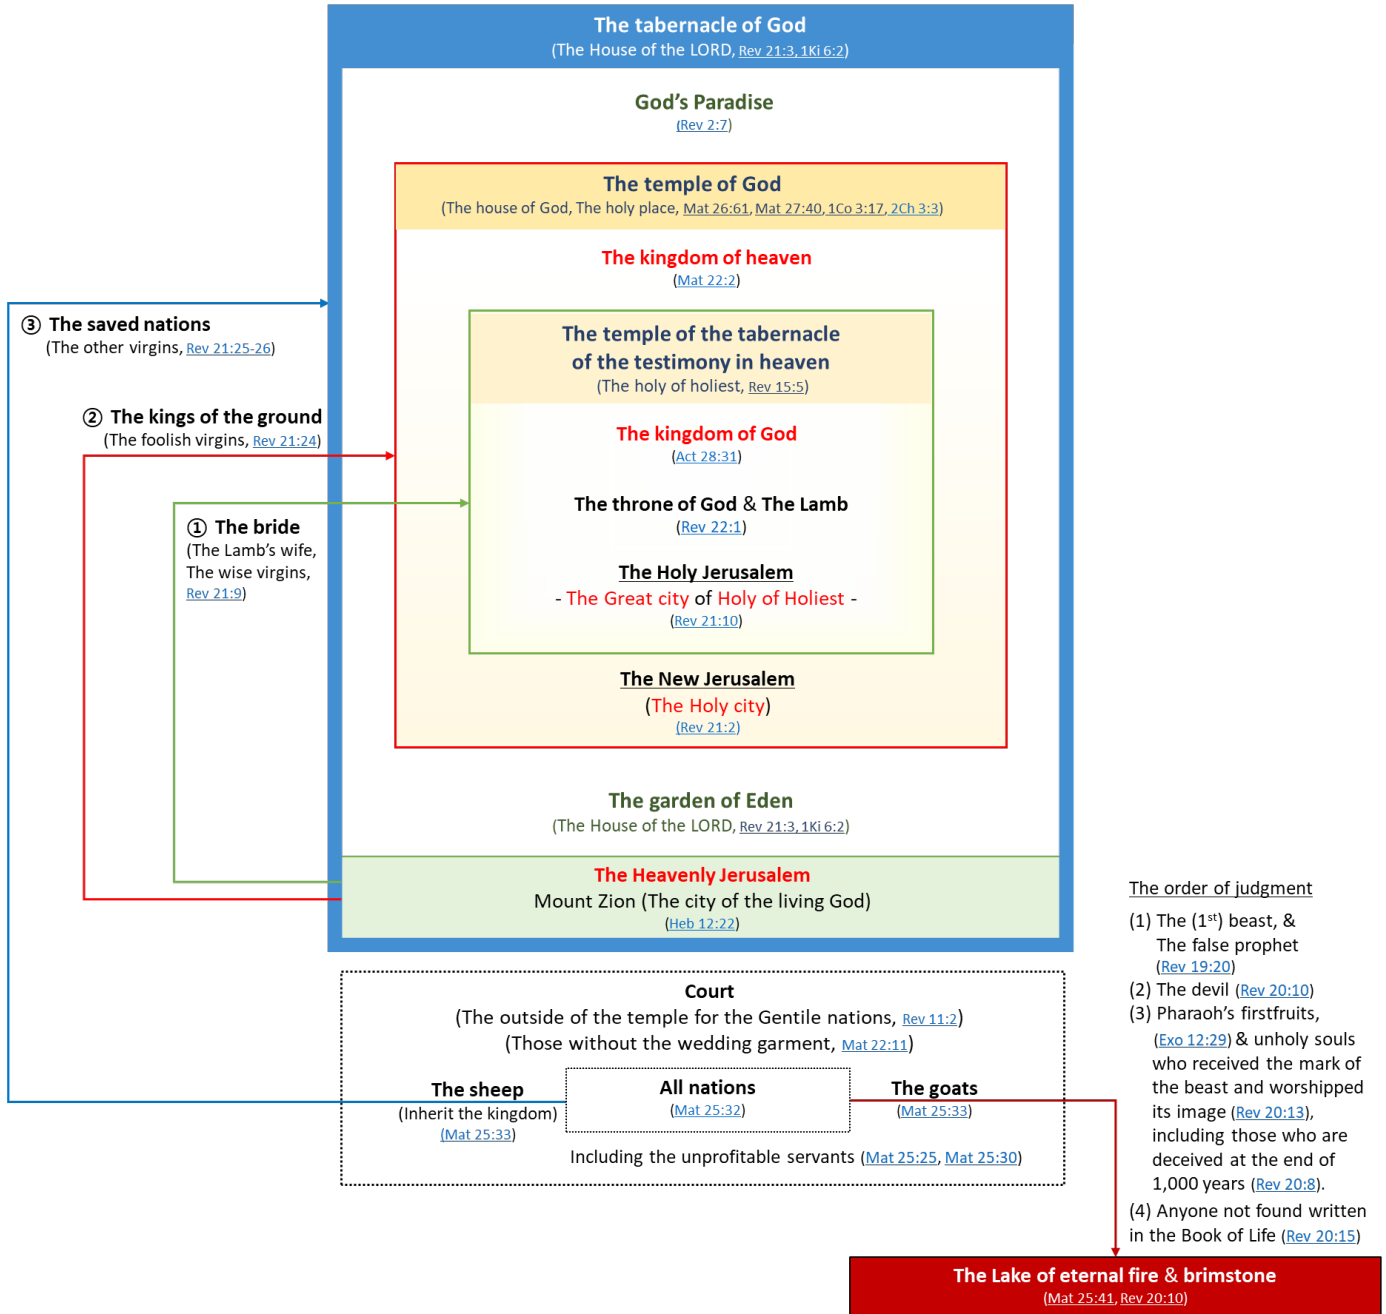 The tabernacle of God
(The House of the LORD, Rev 21:3, 1Ki 6:2)
God's Paradise
(Rev 2:7)
The temple of God
(The house of God, The holy place, Mat 26:61, Mat 27:40, 1Co 3:17, 2Ch 3:3)
The kingdom of heaven
(Mat 22:2)
The temple of the tabernacle
of the testimony in heaven
(The holy of holiest, Rev 15:5)
The kingdom of God
(Act 28:31)
The throne of God & The Lamb
(Rev 22:1)
The Holy Jerusalem
- The Great city of Holy of Holiest -
(Rev 21:10)
The New Jerusalem
(The Holy city)
(Rev 21:2)
The garden of Eden
(The House of the LORD, Rev 21:3, 1Ki 6:2)
The Heavenly Jerusalem
Mount Zion (The city of the living God)
(Heb 12:22)
③ The saved nations
(The other virgins, Rev 21:25-26)
② The kings of the ground
(The foolish virgins, Rev 21:24)
① The bride
(The Lamb's wife,
The wise virgins,
Rev 21:9)
Court
(The outside of the temple for the Gentile nations, Rev 11:2)
(Those without the wedding garment, Mat 22:11)
The sheep
(Inherit the kingdom)
(Mat 25:33)
All nations
(Mat 25:32)
The goats
(Mat 25:33)
Including the unprofitable servants (Mat 25:25, Mat 25:30)
The order of judgment
(1) The (1st) beast, &
The false prophet
(Rev 19:20)
(2) The devil (Rev 20:10)
(3) Pharaoh's firstfruits,
(Exo 12:29) & unholy souls
who received the mark of
the beast and worshipped
its image (Rev 20:13),
including those who are
deceived at the end of
1,000 years (Rev 20:8).
(4) Anyone not found written
in the Book of Life (Rev 20:15)
The Lake of eternal fire & brimstone
(Mat 25:41, Rev 20:10)